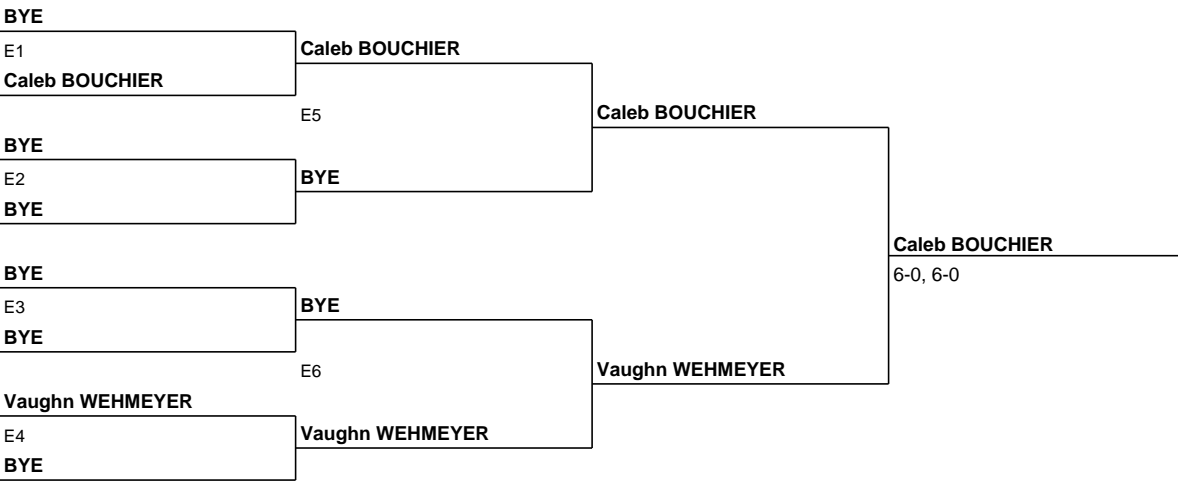 BYE
E1
Caleb BOUCHIER
Caleb BOUCHIER
E5
Caleb BOUCHIER
BYE
E2
BYE
BYE
Caleb BOUCHIER
6-0, 6-0
BYE
E3
BYE
BYE
E6
Vaughn WEHMEYER
Vaughn WEHMEYER
E4
Vaughn WEHMEYER
BYE